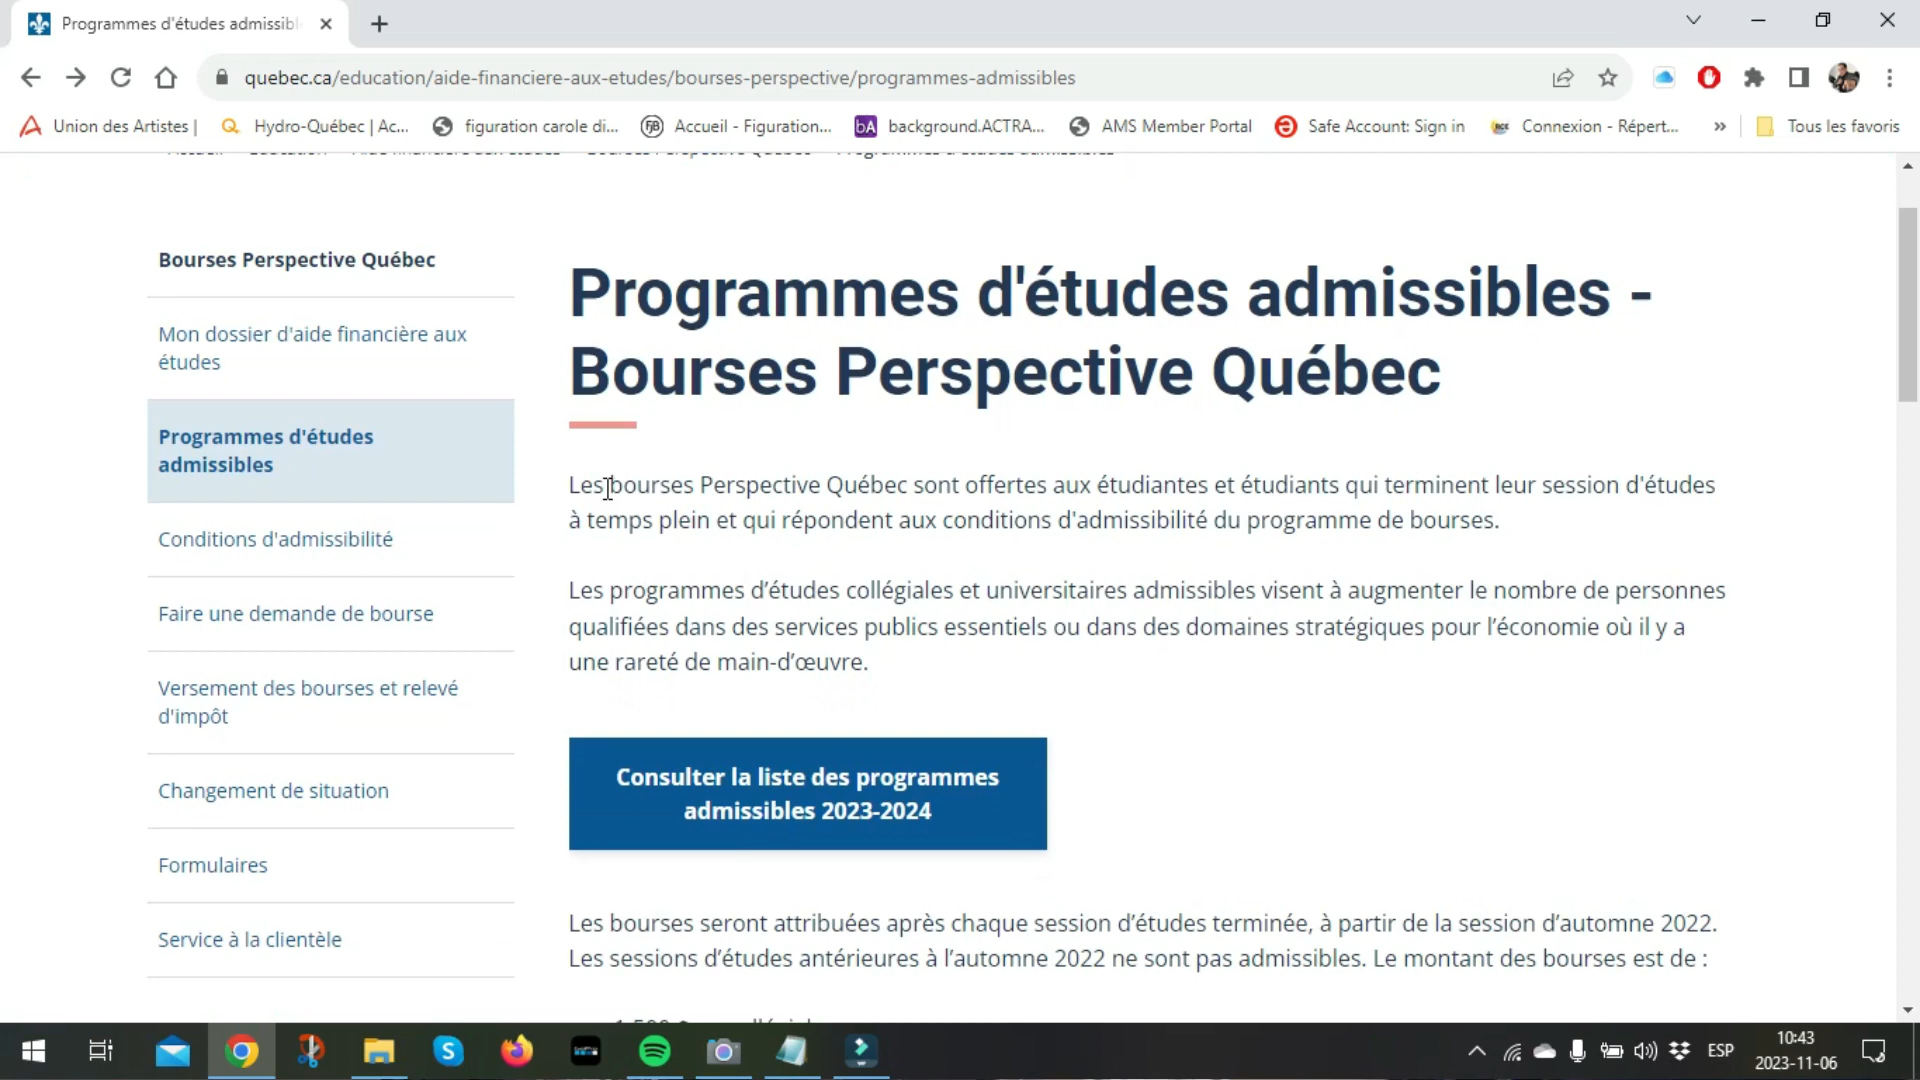 Programmes d'études admissibl
quebec.ca/education/aide-financiere-aux-etudes/bourses-perspective/programmes-admissibles
Union des Artistes |
Hydro-Québec | Ac...
figuration carole di...
Accueil - Figuration...
bA
background.ACTRA...
AMS Member Portal
Safe Account: Sign in
Connexion - Répert...
»
Tous les favoris
Bourses Perspective Québec
Mon dossier d'aide financière aux
études
Programmes d'études
admissibles
Conditions d'admissibilité
Faire une demande de bourse
Versement des bourses et relevé
d'impôt
Changement de situation
Formulaires
Service à la clientèle
Programmes d'études admissibles -
Bourses Perspective Québec
Les bourses Perspective Québec sont offertes aux étudiantes et étudiants qui terminent leur session d'études
à temps plein et qui répondent aux conditions d'admissibilité du programme de bourses.
Les programmes d’études collégiales et universitaires admissibles visent à augmenter le nombre de personnes
qualifiées dans des services publics essentiels ou dans des domaines stratégiques pour l’économie où il y a
une rareté de main-d’œuvre.
Consulter la liste des programmes
admissibles 2023-2024
Les bourses seront attribuées après chaque session d’études terminée, à partir de la session d’automne 2022.
Les sessions d’études antérieures à l’automne 2022 ne sont pas admissibles. Le montant des bourses est de :
ESP
10:43
2023-11-06